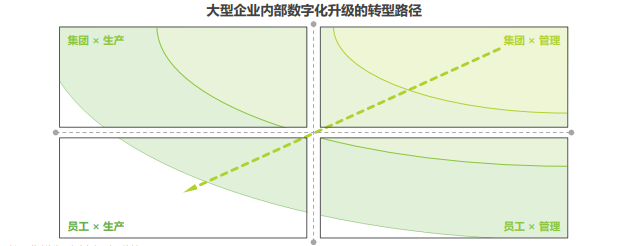 大型企业内部数字化升级的转型路径
集团 × 生产
集团 × 管理
员工 × 生产
员工 × 管理